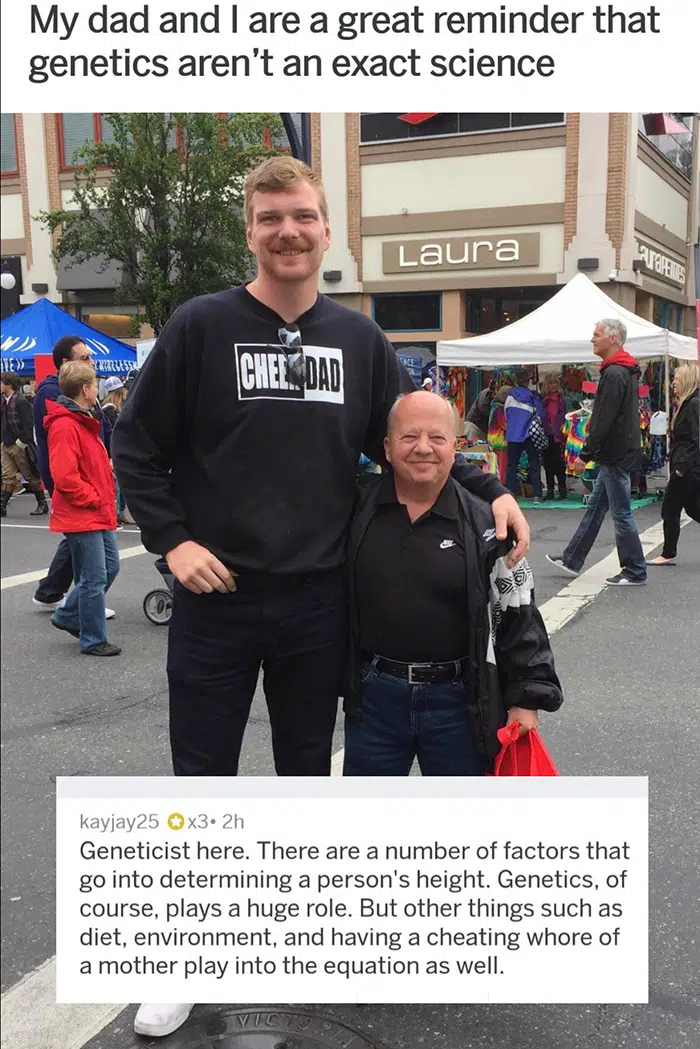 My dad and I are a great reminder that
genetics aren't an exact science
Laura
CHEE DAD
kayjay25 x3• 2h
Geneticist here. There are a number of factors that
go into determining a person's height. Genetics, of
course, plays a huge role. But other things such as
diet, environment, and having a cheating whore of
a mother play into the equation as well.